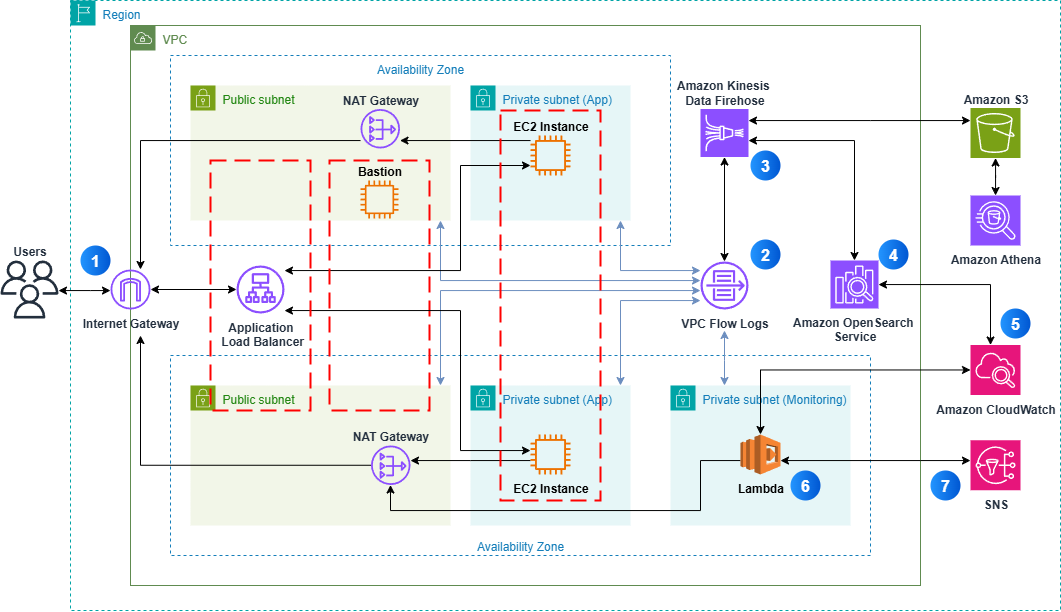 Region
VPC
Availability Zone
Public subnet
NAT Gateway
Private subnet (App)
EC2 Instance
Bastion
Amazon Kinesis
Data Firehose
3
Amazon S3
Amazon Athena
Users
1
Internet Gateway
Application
Load Balancer
2
VPC Flow Logs
4
Amazon OpenSearch
Service
5
Amazon CloudWatch
Public subnet
NAT Gateway
Private subnet (App)
EC2 Instance
Private subnet (Monitoring)
Lambda
6
7
SNS
Availability Zone